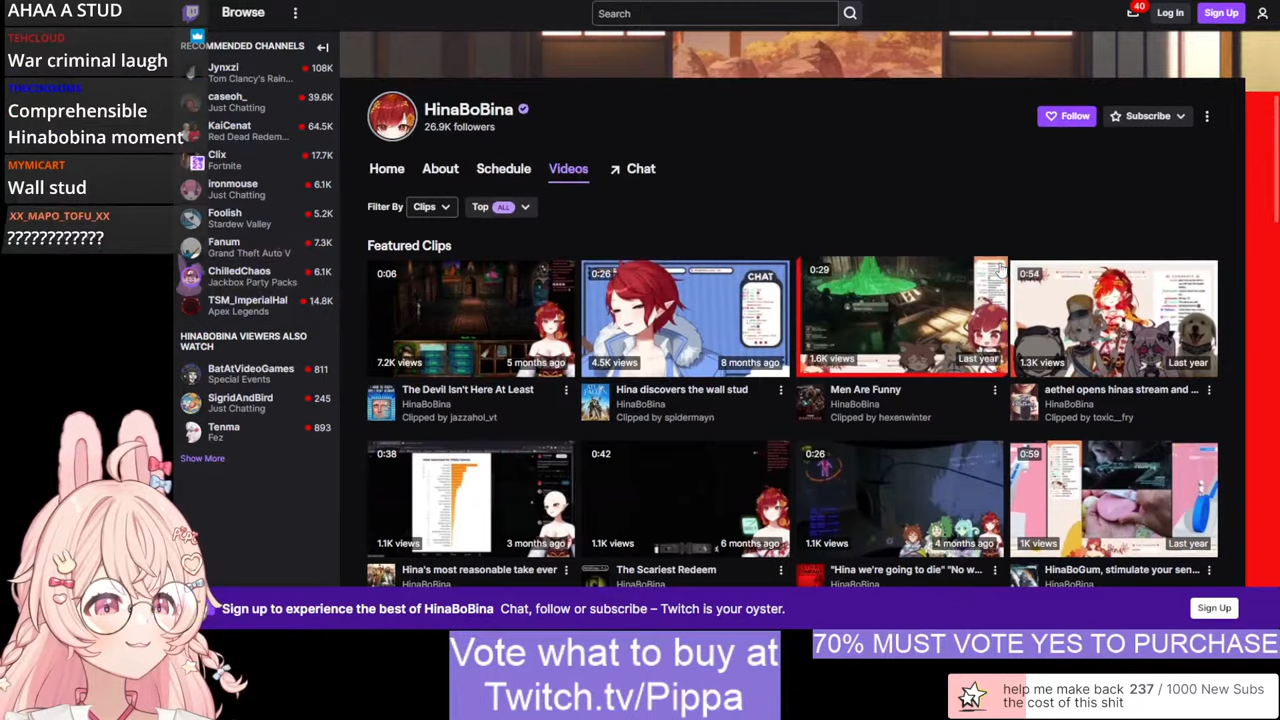 AHAA A STUD
TEHCLOUD
War criminal laugh
Comprehensible
Hinabobina moment
MYMICART
Wall stud
XX_MAPO_TOFU_XX
????????????
Browse
Search
40
Log In
Sign Up
RECOMMENDED CHANNELS
Jynxzi
108K
Tom Clancy's Rain...
caseoh_
39.6K
Just Chatting
KaiCenat
64.5K
Red Dead Redem...
Clix
17.7K
Fortnite
ironmouse
6.1K
Just Chatting
Foolish
5.2K
Stardew Valley
Fanum
7.3K
Grand Theft Auto V
ChilledChaos
6.1K
Jackbox Party Packs
TSM_ImperialHal
14.8K
Apex Legends
HINABOBINA VIEWERS ALSO
WATCH
BatAtVideoGames
811
Special Events
SigridAndBird
245
Just Chatting
Tenma
893
Fez
Show More
HinaBoBina
26.9K followers
Follow
Subscribe
Home About Schedule Videos Chat
Filter By Clips Top ALL
Featured Clips
0:06
7.2K views
5 months ago
The Devil Isn't Here At Least
HinaBoBina
Clipped by jazzahol_vt
0:26
CHAT
4.5K views
8 months ago
Hina discovers the wall stud
HinaBoBina
Clipped by spidermayn
0:29
1.6K views
Last year
Men Are Funny
HinaBoBina
Clipped by hexenwinter
0:54
1.3K views
Last year
aethel opens hinas stream and ...
HinaBoBina
Clipped by toxic__fry
0:38
1.1K views
3 months ago
Hina's most reasonable take ever
HinaBoBina
0:42
1.1K views
6 months ago
The Scariest Redeem
HinaBoBina
0:26
1.1K views
4 months ago
"Hina we're going to die" "No w...
HinaBoBina
0:59
1K views
Last year
HinaBoGum, stimulate your sen...
HinaBoBina
Sign up to experience the best of HinaBoBina Chat, follow or subscribe – Twitch is your oyster.
Sign Up
Vote what to buy at
Twitch.tv/Pippa
70% MUST VOTE YES TO PURCHASE
help me make back 237 / 1000 New Subs
the cost of this shit